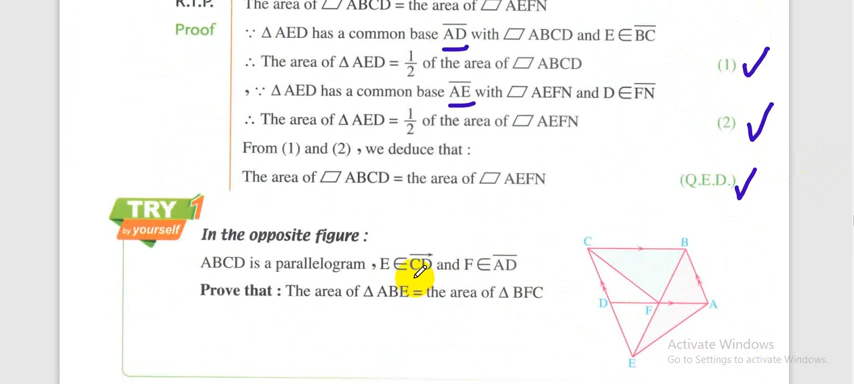 R.T.P. The area of ▱ ABCD = the area of ▱ AEFN
Proof ∵ Δ AED has a common base AD with ▱ ABCD and E ∈ BC
∴ The area of Δ AED = 1/2 of the area of ▱ ABCD (1)
, ∵ Δ AED has a common base AE with ▱ AEFN and D ∈ FN
∴ The area of Δ AED = 1/2 of the area of ▱ AEFN (2)
From (1) and (2) , we deduce that :
The area of ▱ ABCD = the area of ▱ AEFN (Q.E.D.)
TRY 1
by yourself
In the opposite figure :
ABCD is a parallelogram , E ∈ CD and F ∈ AD
Prove that : The area of Δ ABE = the area of Δ BFC
C B
D F A
E
Activate Windows
Go to Settings to activate Windows.